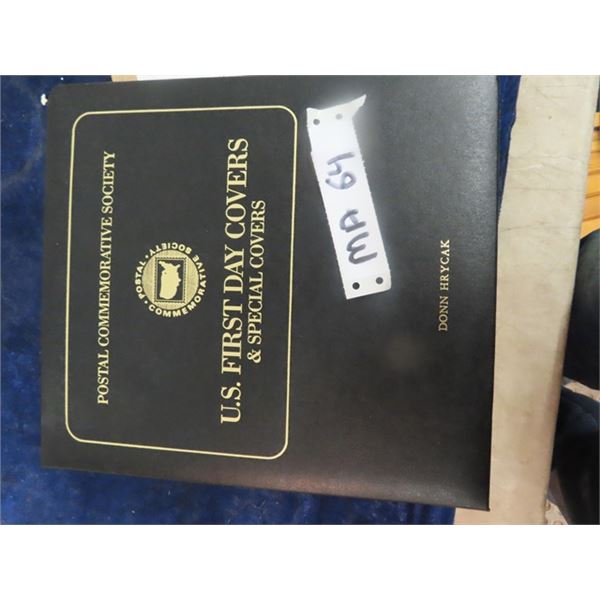 POSTAL COMMEMORATIVE SOCIETY
POSTAL
COMMEMORATIVE SOCIETY
U.S. FIRST DAY COVERS
& SPECIAL COVERS
MA 64
DONN HRYCAK